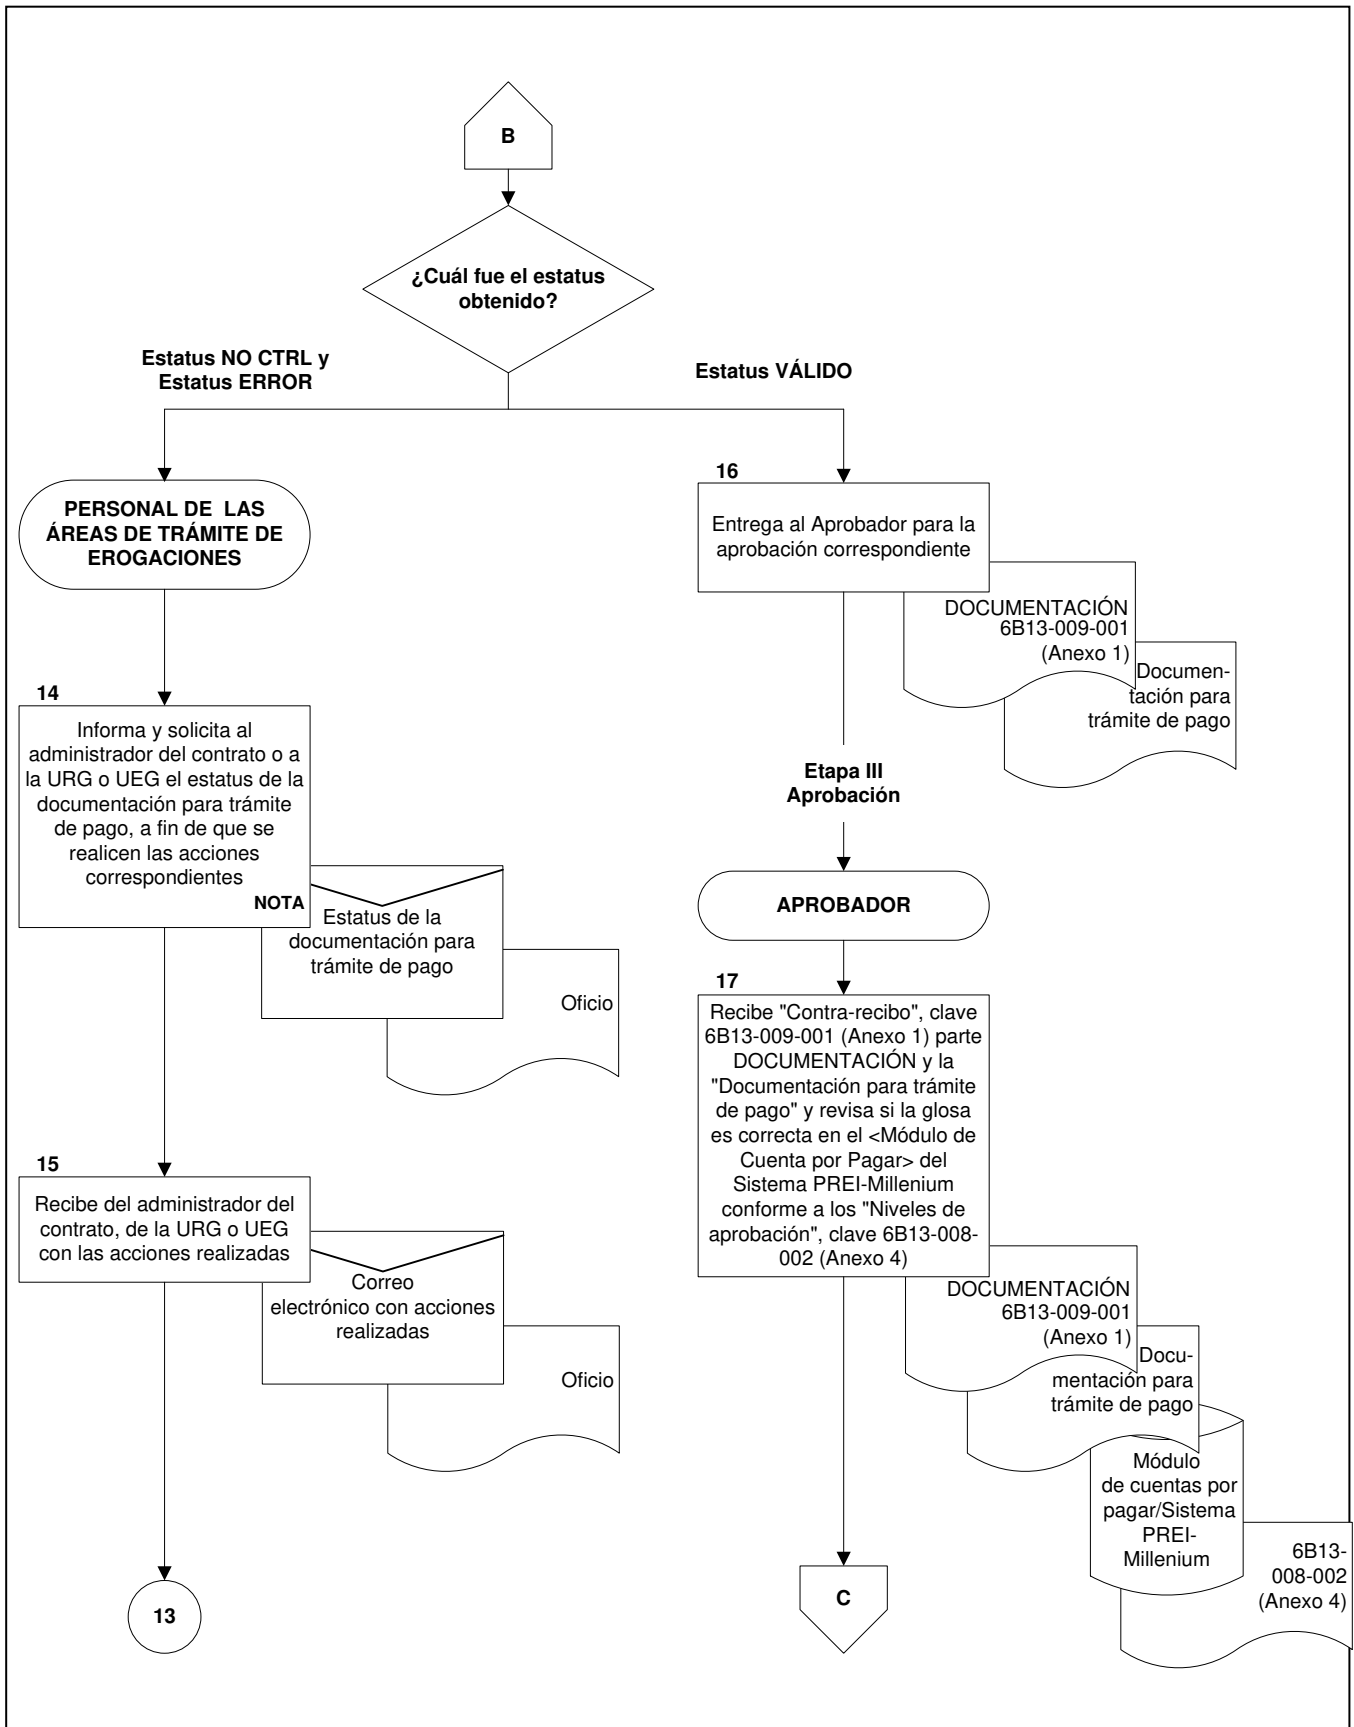 B
¿Cuál fue el estatus
obtenido?
Estatus NO CTRL y
Estatus ERROR
Estatus VÁLIDO
PERSONAL DE LAS
ÁREAS DE TRÁMITE DE
EROGACIONES
14
Informa y solicita al
administrador del contrato o a
la URG o UEG el estatus de la
documentación para trámite
de pago, a fin de que se
realicen las acciones
correspondientes
NOTA
Estatus de la
documentación para
trámite de pago
Oficio
15
Recibe del administrador del
contrato, de la URG o UEG
con las acciones realizadas
Correo
electrónico con acciones
realizadas
Oficio
13
16
Entrega al Aprobador para la
aprobación correspondiente
DOCUMENTACIÓN
6B13-009-001
(Anexo 1)
Documen-
tación para
trámite de pago
Etapa III
Aprobación
APROBADOR
17
Recibe "Contra-recibo", clave
6B13-009-001 (Anexo 1) parte
DOCUMENTACIÓN y la
"Documentación para trámite
de pago" y revisa si la glosa
es correcta en el <Módulo de
Cuenta por Pagar> del
Sistema PREI-Millenium
conforme a los "Niveles de
aprobación", clave 6B13-008-
002 (Anexo 4)
DOCUMENTACIÓN
6B13-009-001
(Anexo 1)
Docu-
mentación para
trámite de pago
Módulo
de cuentas por
pagar/Sistema
PREI-
Millenium
6B13-
008-002
(Anexo 4)
C